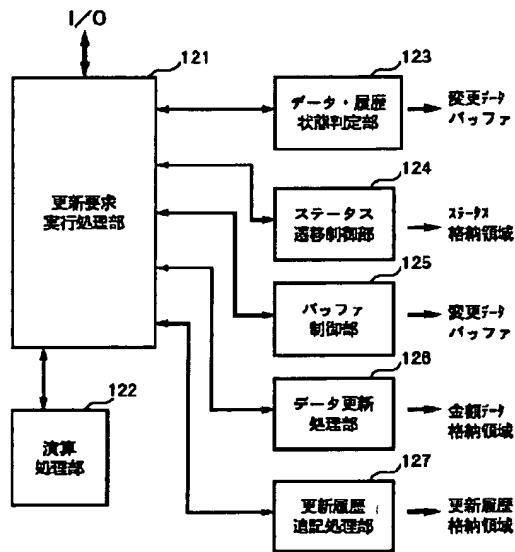 I/O
121
更新要求
実行処理部
122
演算
処理部
123
データ・履歴
状態判定部
変更データ
バッファ
124
ステータス
遷移制御部
ステータス
格納領域
125
バッファ
制御部
変更データ
バッファ
126
データ更新
処理部
金額データ
格納領域
127
更新履歴
追記処理部
更新履歴
格納領域